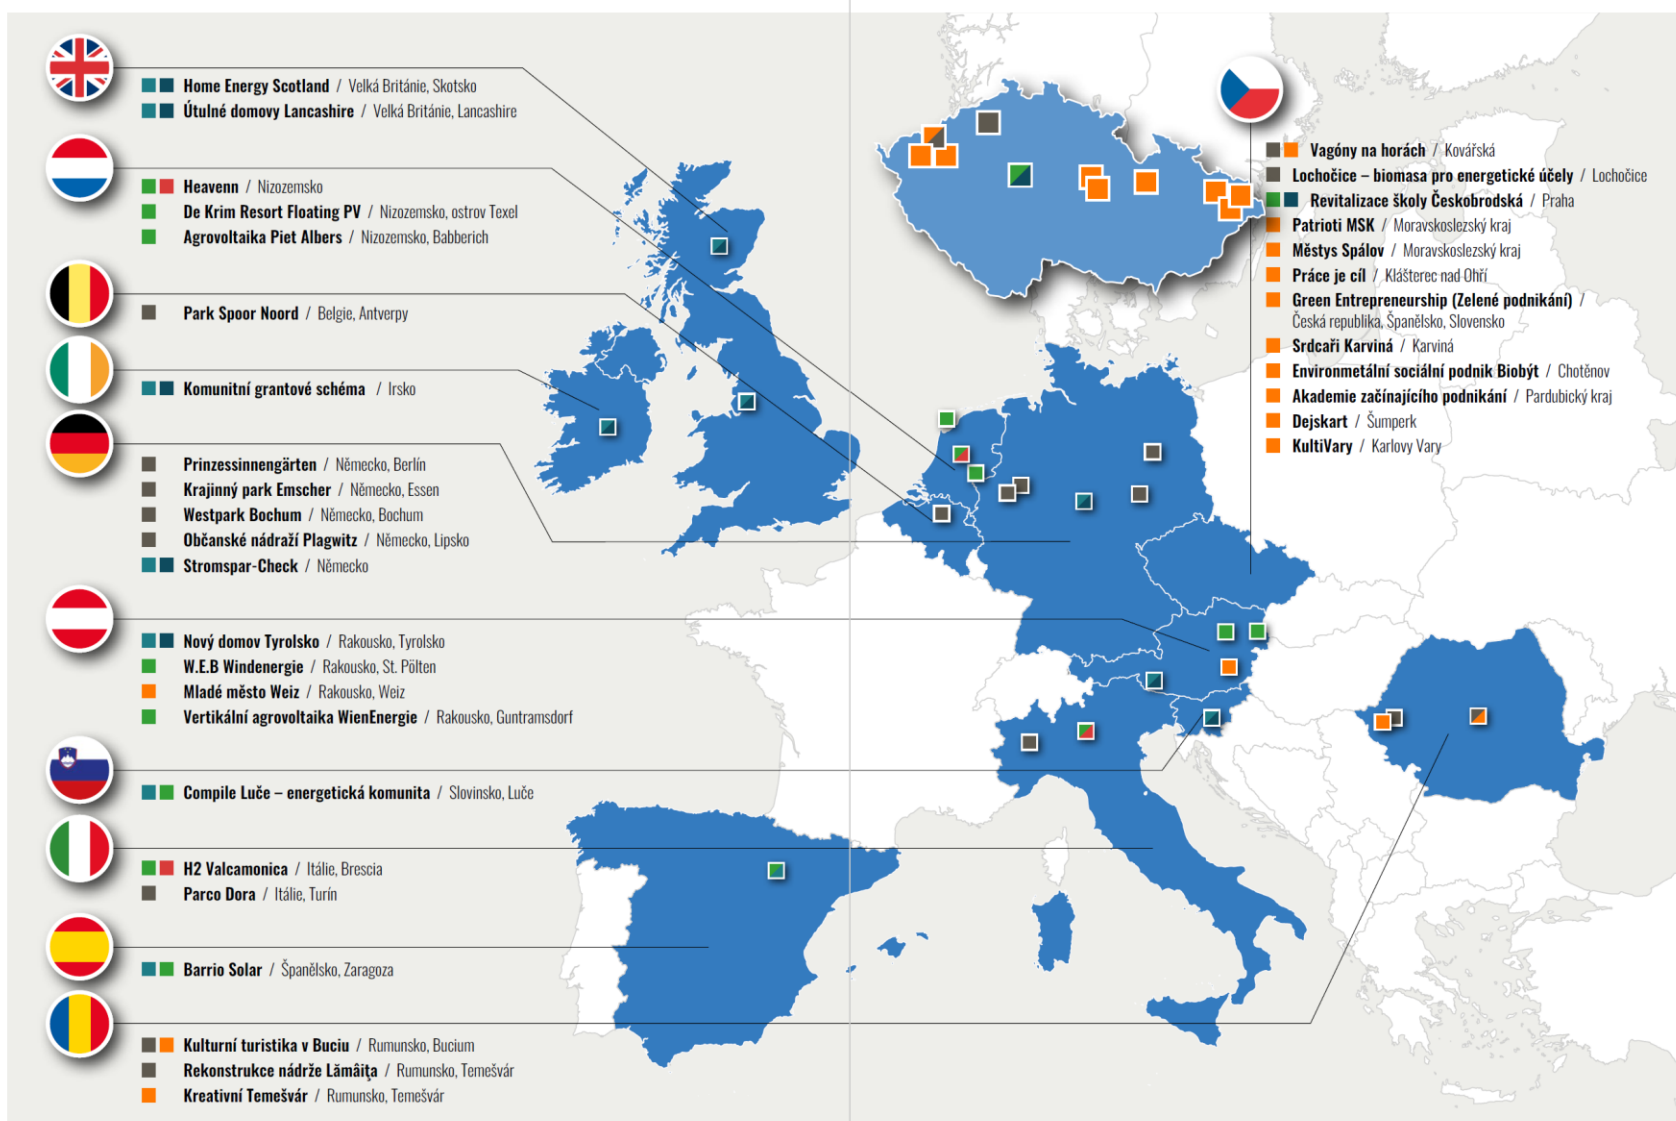 Home Energy Scotland / Velká Británie, Skotsko
Útulné domovy Lancashire / Velká Británie, Lancashire
Heavenn / Nizozemsko
De Krim Resort Floating PV / Nizozemsko, ostrov Texel
Agrovoltaika Piet Albers / Nizozemsko, Babberich
Park Spoor Noord / Belgie, Antverpy
Komunitní grantové schéma / Irsko
Prinzessinnengärten / Německo, Berlín
Krajinný park Emscher / Německo, Essen
Westpark Bochum / Německo, Bochum
Občanské nádraží Plagwitz / Německo, Lipsko
Stromspar-Check / Německo
Nový domov Tyrolsko / Rakousko, Tyrolsko
W.E.B Windenergie / Rakousko, St. Pölten
Mladé město Weiz / Rakousko, Weiz
Vertikální agrovoltaika WienEnergie / Rakousko, Guntramsdorf
Compile Luče – energetická komunita / Slovinsko, Luče
H2 Valcamonica / Itálie, Brescia
Parco Dora / Itálie, Turín
Barrio Solar / Španělsko, Zaragoza
Kulturní turistika v Buciu / Rumunsko, Bucium
Rekonstrukce nádrže Lămâița / Rumunsko, Temešvár
Kreativní Temešvár / Rumunsko, Temešvár
Vagóny na horách / Kovářská
Lochočice – biomasa pro energetické účely / Lochočice
Revitalizace školy Českobrodská / Praha
Patrioti MSK / Moravskoslezský kraj
Městys Spálov / Moravskoslezský kraj
Práce je cíl / Klášterec nad Ohří
Green Entrepreneurship (Zelené podnikání) /
Česká republika, Španělsko, Slovensko
Srdcaři Karviná / Karviná
Environmetální sociální podnik Biobýt / Chotěnov
Akademie začínajícího podnikání / Pardubický kraj
Dejskart / Šumperk
KultiVary / Karlovy Vary